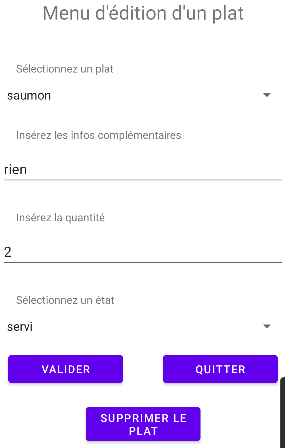 Menu d'édition d'un plat
Sélectionnez un plat
saumon
Insérez les infos complémentaires
rien
Insérez la quantité
2
Sélectionnez un état
servi
VALIDER
QUITTER
SUPPRIMER LE
PLAT